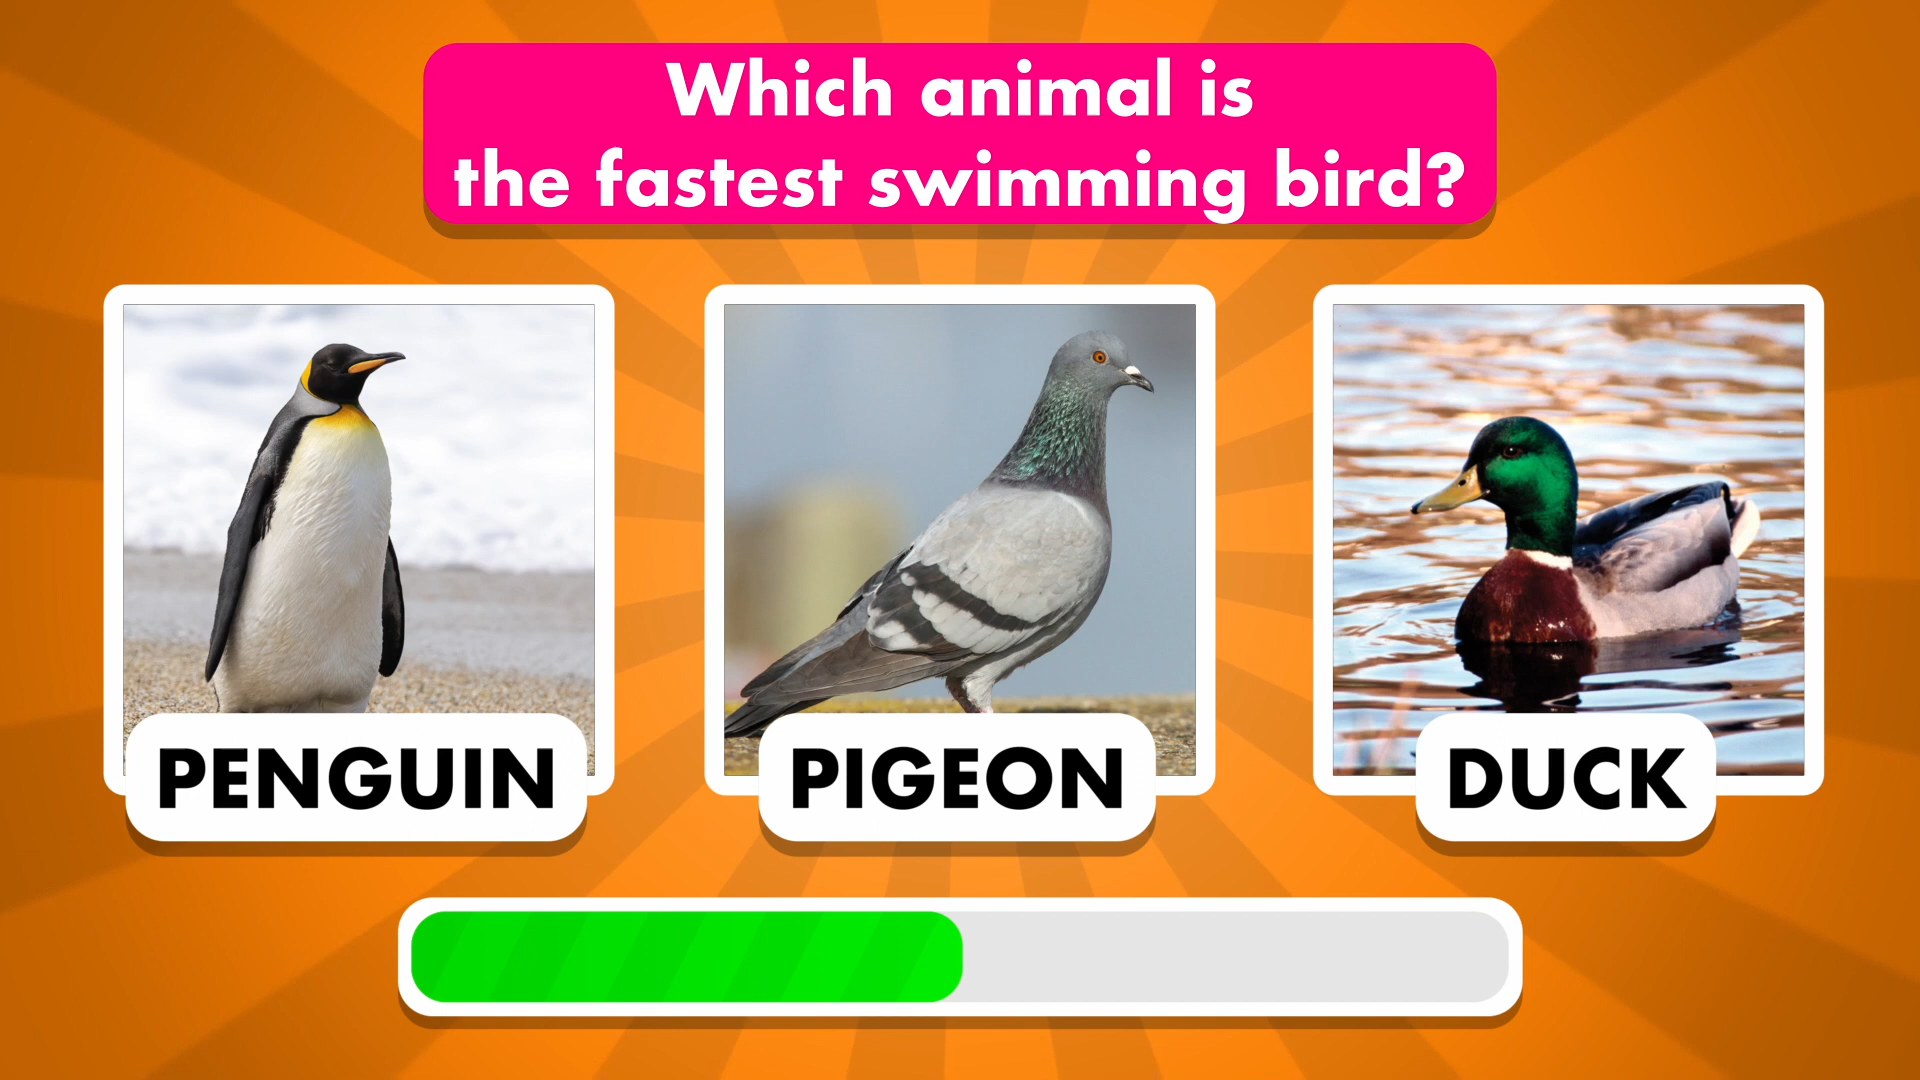 Which animal is
the fastest swimming bird?
PENGUIN
PIGEON
DUCK